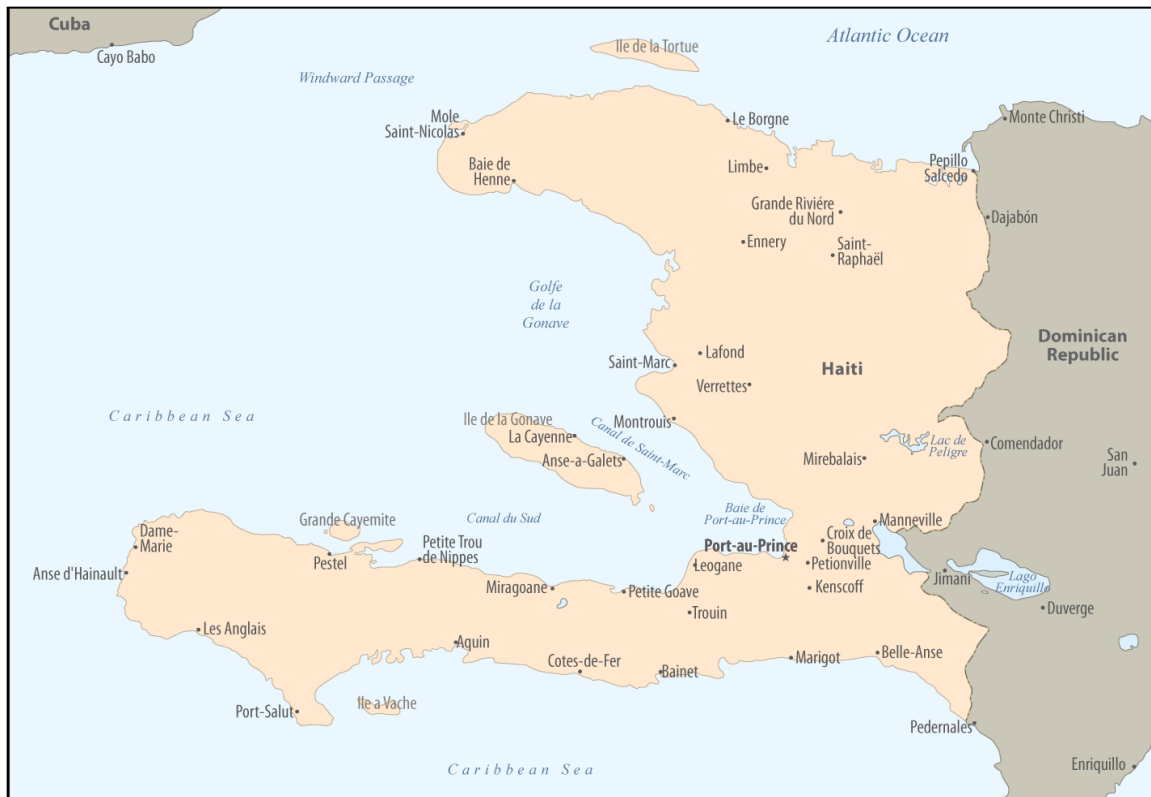 Cuba
Cayo Babo
Ile de la Tortue
Atlantic Ocean
Windward Passage
Mole
Saint-Nicolas
Le Borgne
Monte Christi
Baie de
Henne
Limbe
Pepillo
Salcedo
Grande Riviére
du Nord
Dajabón
Ennery
Saint-
Raphaël
Golfe
de la
Gonave
Dominican
Republic
Saint-Marc
Lafond
Haiti
Verrettes
Caribbean Sea
Ile de la Gonave
Montrouis
La Cayenne
Canal de Saint-Marc
Anse-a-Galets
Lac de
Peligre
Comendador
Mirebalais
San
Juan
Grande Cayemite
Canal du Sud
Baie de
Port-au-Prince
Manneville
Dame-
Marie
Petite Trou
de Nippes
Port-au-Prince
Croix de
Bouquets
Pestel
Leogane
Petionville
Anse d'Hainault
Jimani
Lago
Enriquillo
Miragoane
Petite Goave
Kenscoff
Trouin
Duverge
Les Anglais
Aquin
Cotes-de-Fer
Bainet
Marigot
Belle-Anse
Port-Salut
Ile a Vache
Pedernales
Caribbean Sea
Enriquillo